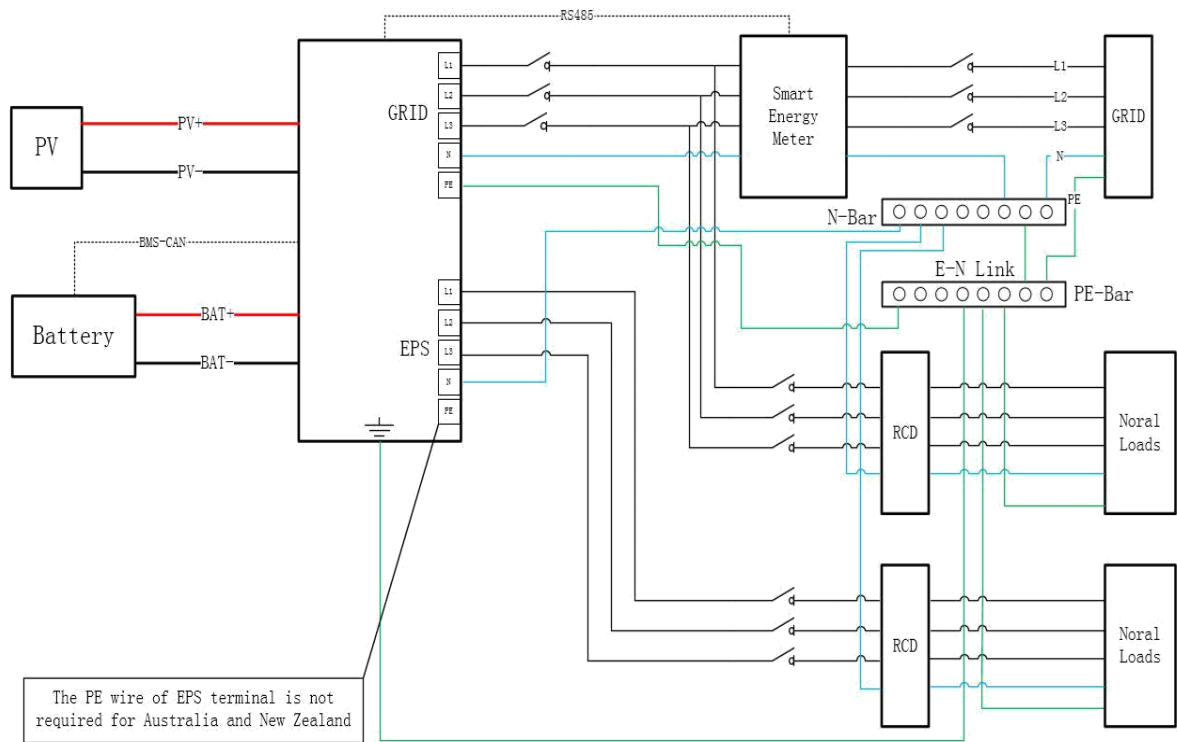 RS485
PV
PV+
PV-
BMS-CAN
Battery
BAT+
BAT-
GRID
L1
L2
L3
N
PE
EPS
L1
L2
L3
N
PE
Smart
Energy
Meter
L1
L2
L3
N
PE
GRID
N-Bar
E-N Link
PE-Bar
RCD
Noral
Loads
RCD
Noral
Loads
The PE wire of EPS terminal is not
required for Australia and New Zealand